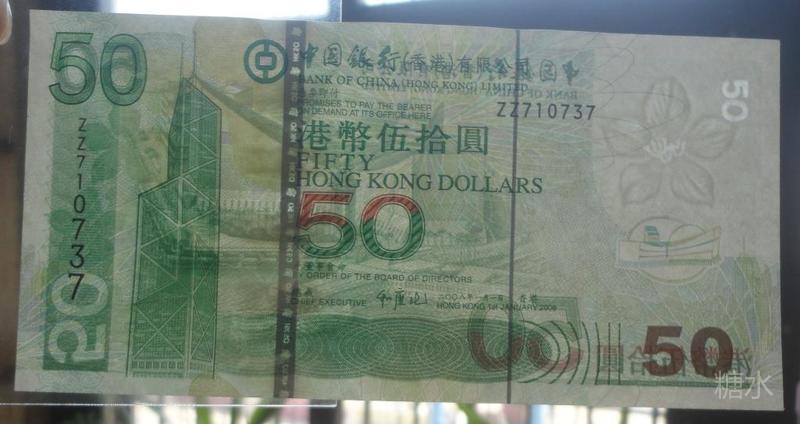 50
中國銀行(香港)有限公司
BANK OF CHINA (HONG KONG) LIMITED
PROMISES TO PAY THE BEARER
ON DEMAND AT ITS OFFICE HERE
ZZ710737
港幣伍拾圓
FIFTY
HONG KONG DOLLARS
50
BY ORDER OF THE BOARD OF DIRECTORS
CHIEF EXECUTIVE
HONG KONG 1st JANUARY
香港
ZZ710737
50
50
50
糖水